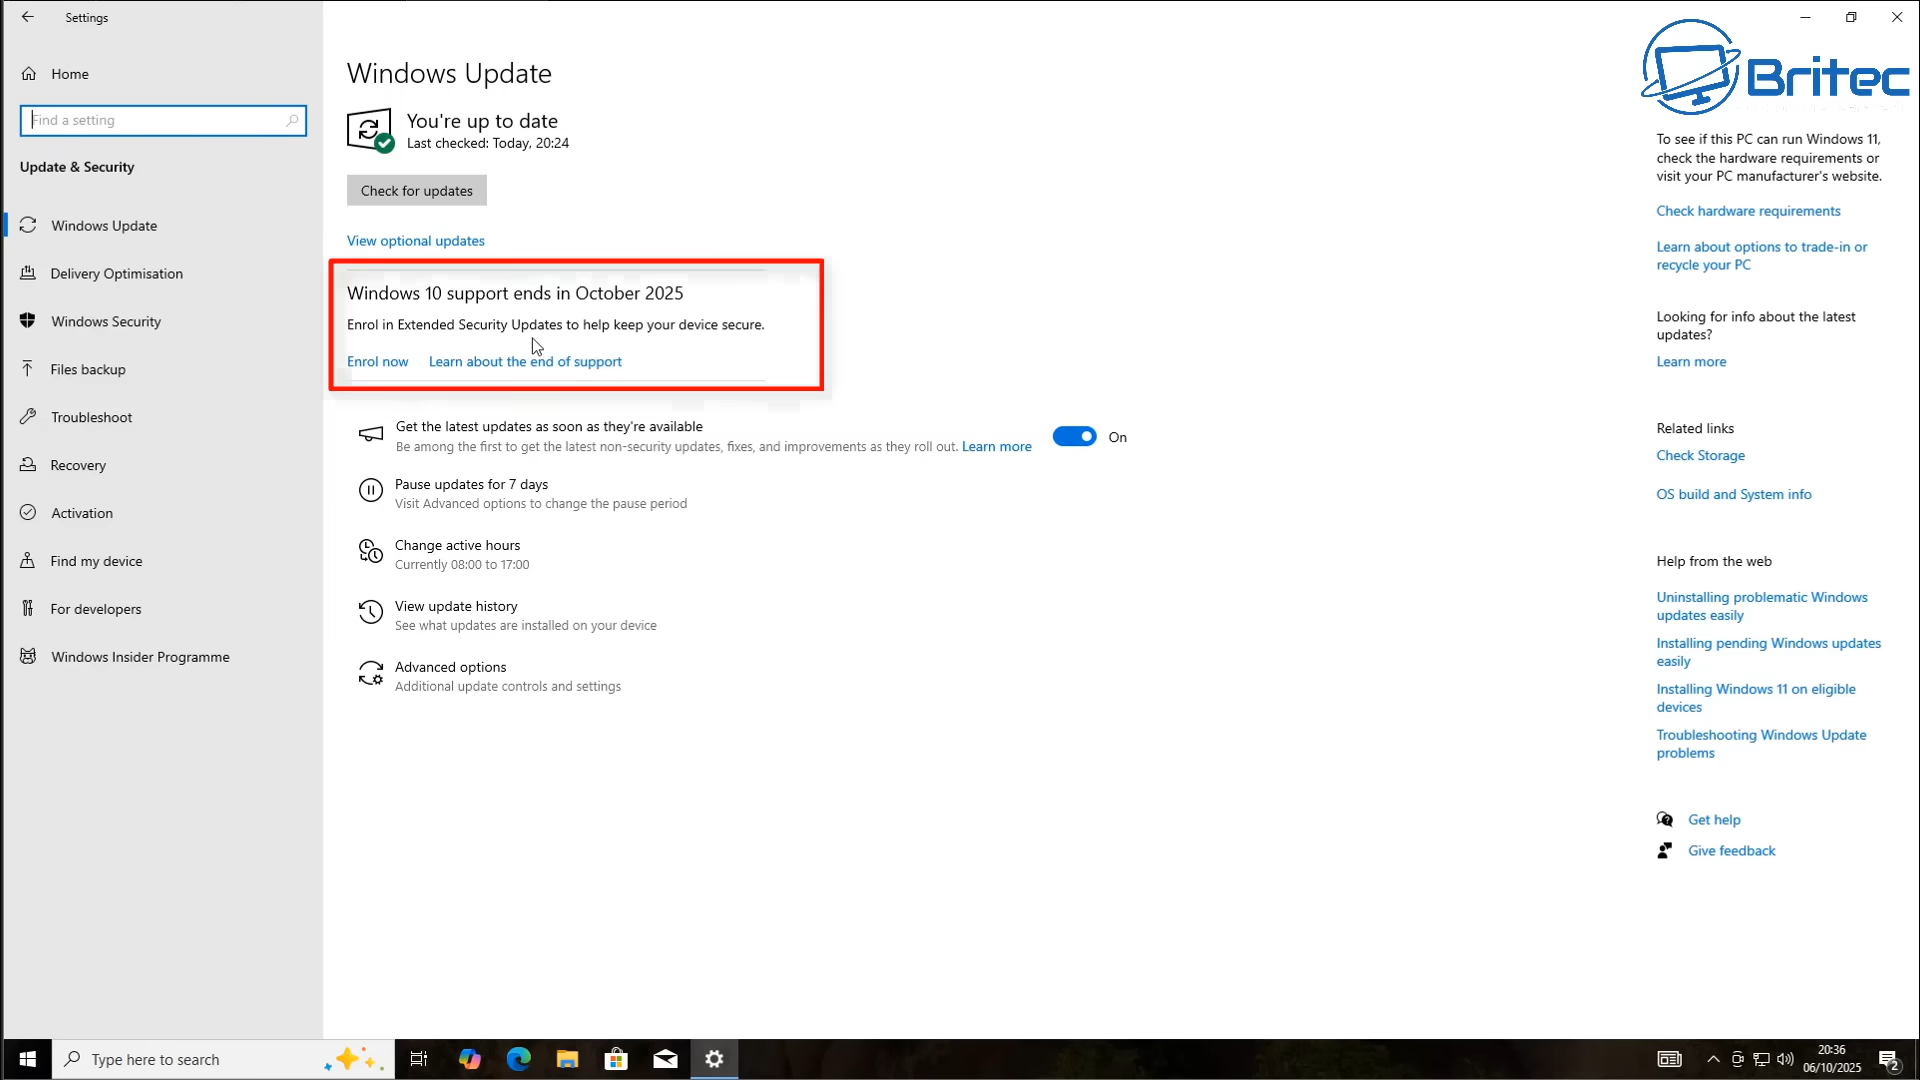 Settings
Home
Find a setting
Update & Security
Windows Update
Delivery Optimisation
Windows Security
Files backup
Troubleshoot
Recovery
Activation
Find my device
For developers
Windows Insider Programme
Windows Update
You're up to date
Last checked: Today, 20:24
Check for updates
View optional updates
Windows 10 support ends in October 2025
Enrol in Extended Security Updates to help keep your device secure.
Enrol now Learn about the end of support
Get the latest updates as soon as they're available
Be among the first to get the latest non-security updates, fixes, and improvements as they roll out. Learn more
On
Pause updates for 7 days
Visit Advanced options to change the pause period
Change active hours
Currently 08:00 to 17:00
View update history
See what updates are installed on your device
Advanced options
Additional update controls and settings
Britec
To see if this PC can run Windows 11,
check the hardware requirements or
visit your PC manufacturer's website.
Check hardware requirements
Learn about options to trade-in or
recycle your PC
Looking for info about the latest
updates?
Learn more
Related links
Check Storage
OS build and System info
Help from the web
Uninstalling problematic Windows
updates easily
Installing pending Windows updates
easily
Installing Windows 11 on eligible
devices
Troubleshooting Windows Update
problems
Get help
Give feedback
Type here to search
20:36
06/10/2025
2